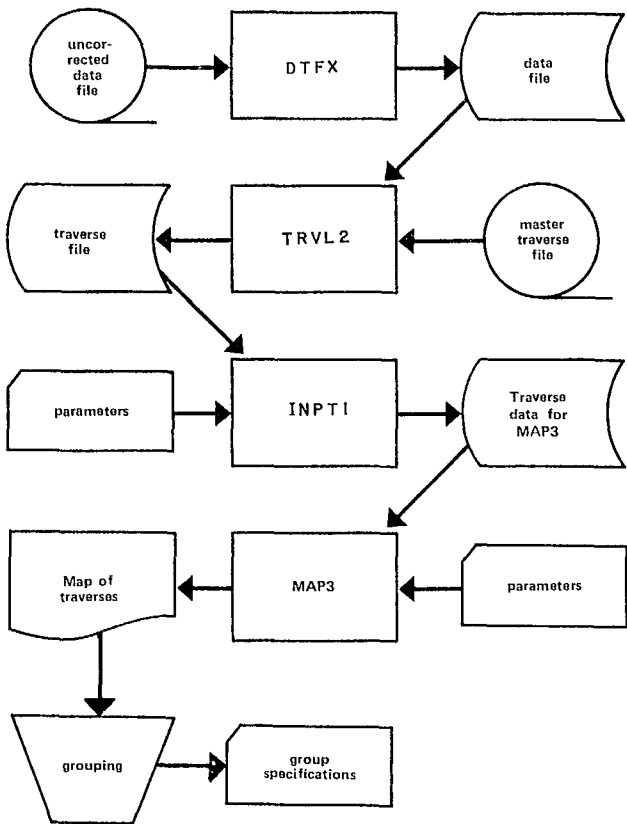 uncor-
rected
data
file
DTFX
data
file
traverse
file
TRVL2
master
traverse
file
parameters
INPT1
Traverse
data for
MAP3
Map of
traverses
MAP3
parameters
grouping
group
specifications